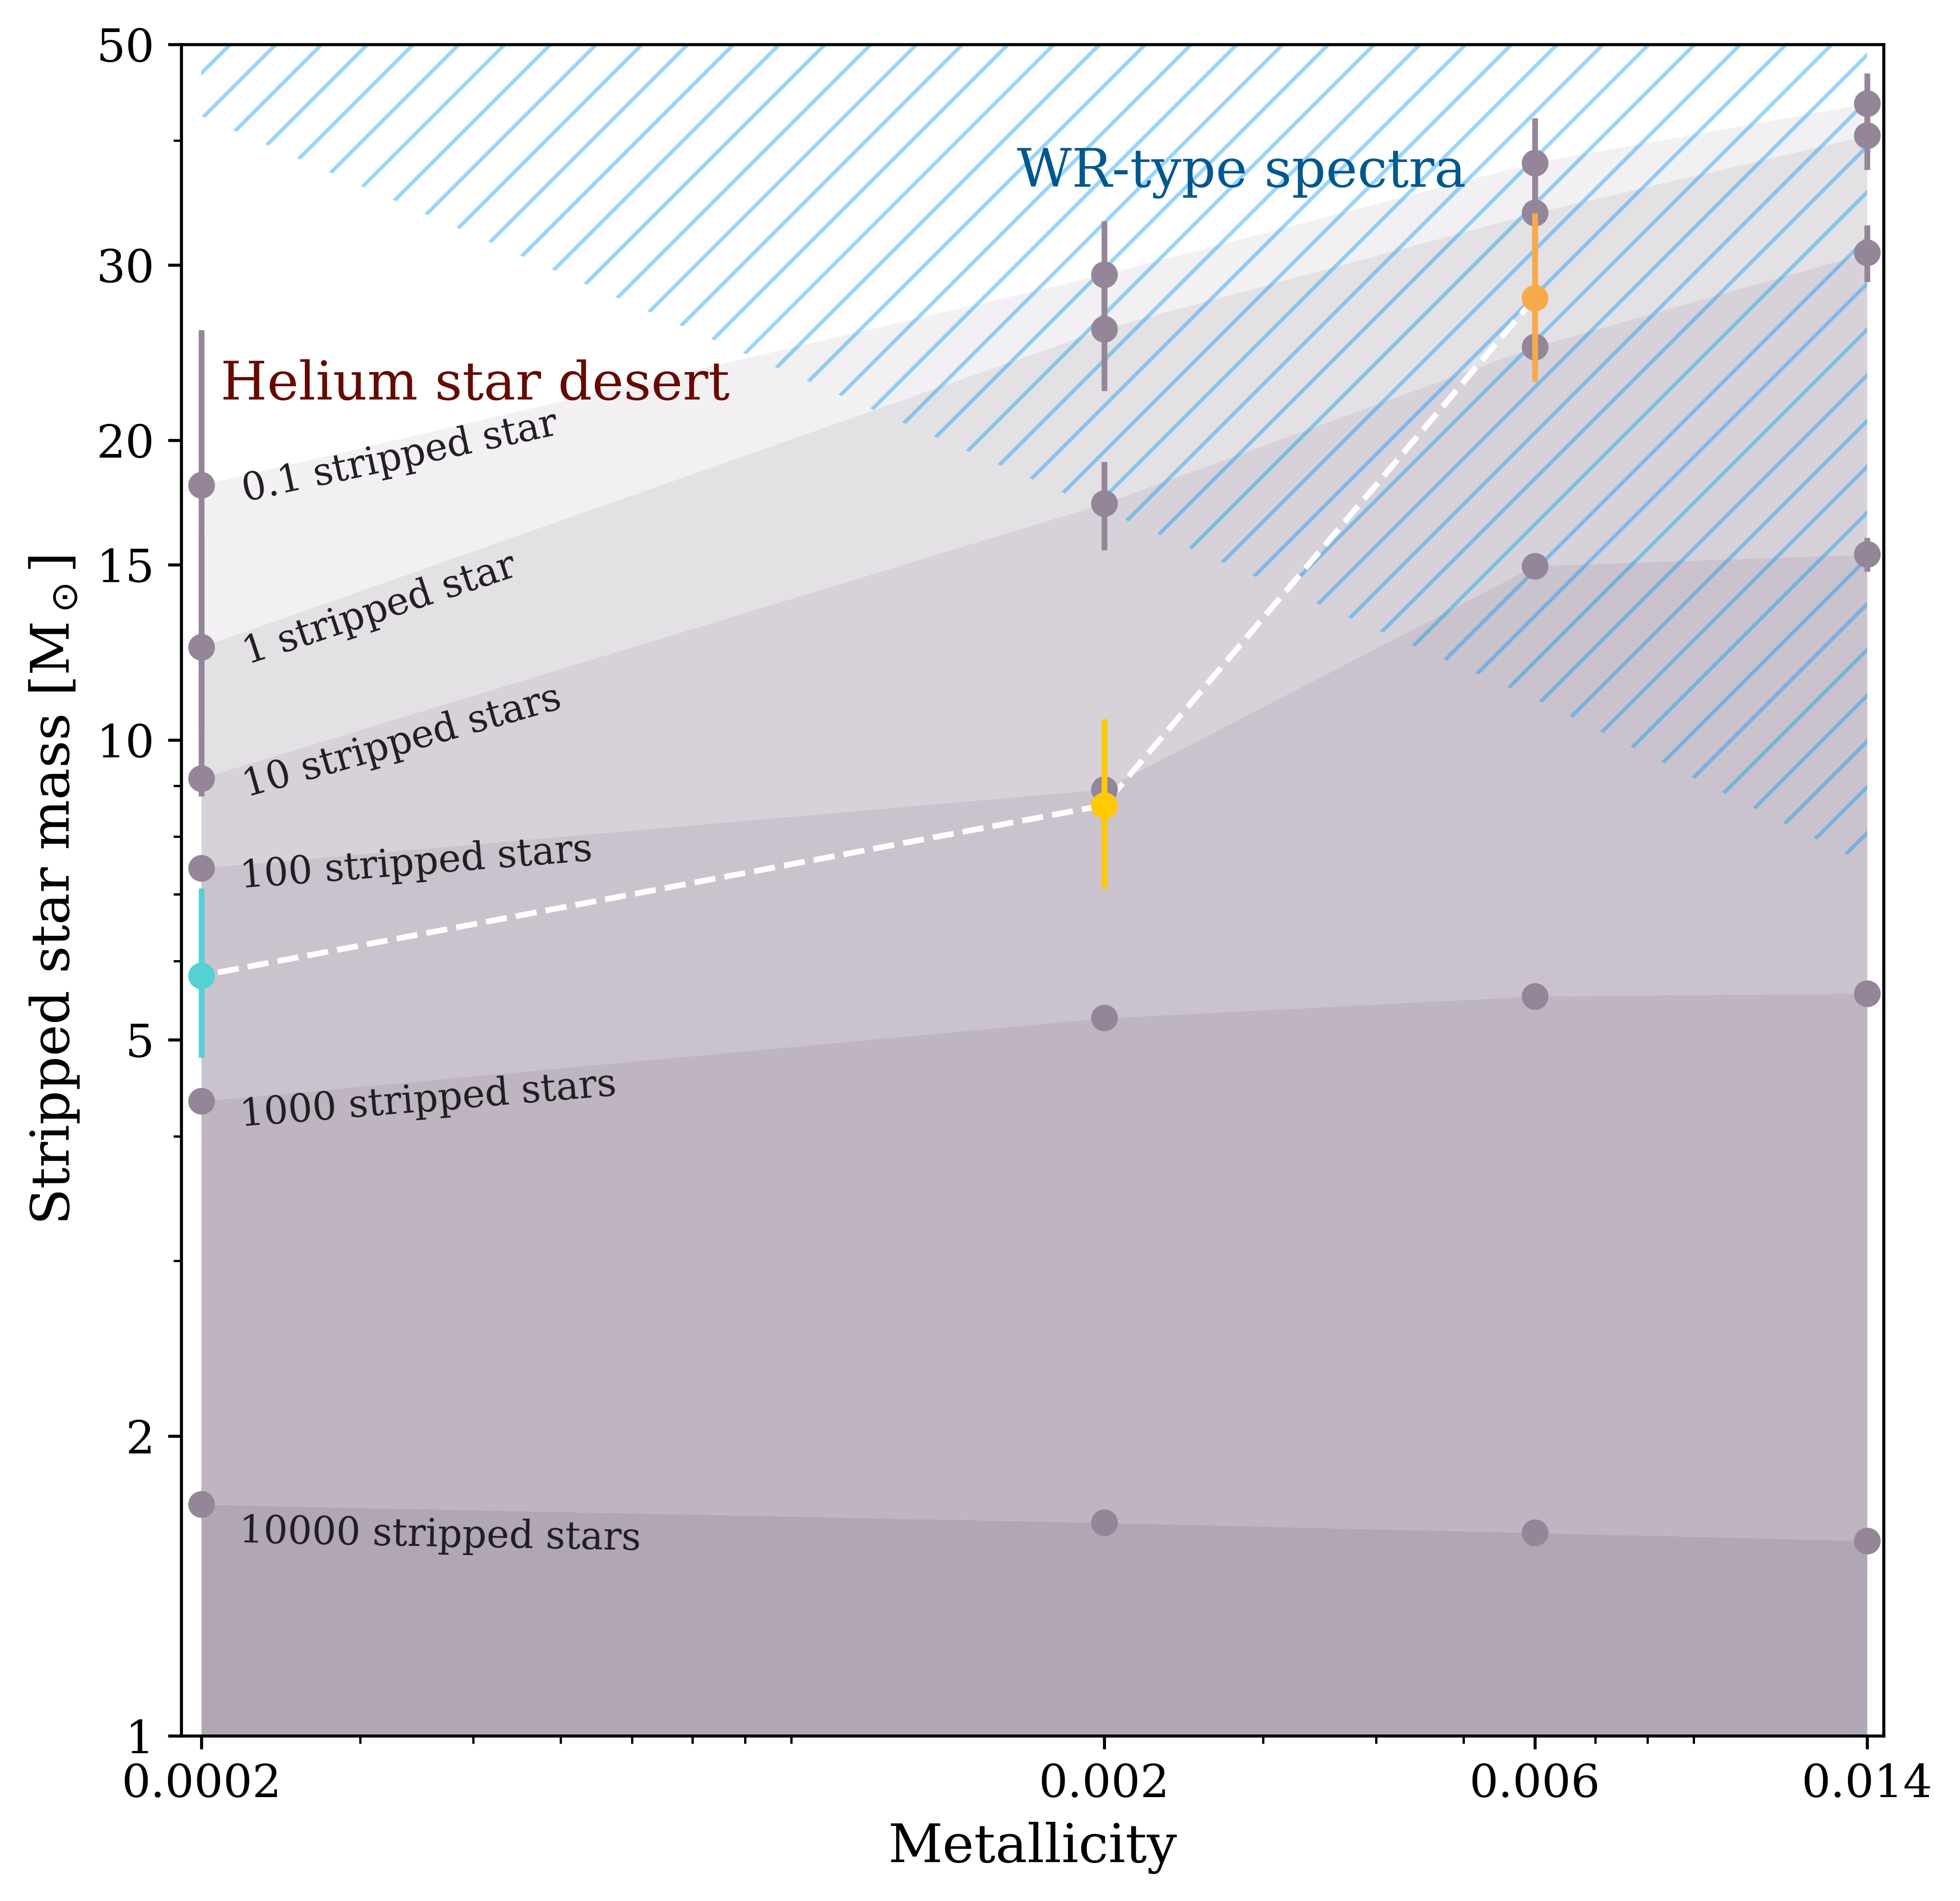 50
30
20
15
10
5
2
1
Stripped star mass [M⊙]
WR-type spectra
Helium star desert
0.1 stripped star
1 stripped star
10 stripped stars
100 stripped stars
1000 stripped stars
10000 stripped stars
0.0002 0.002 0.006 0.014
Metallicity